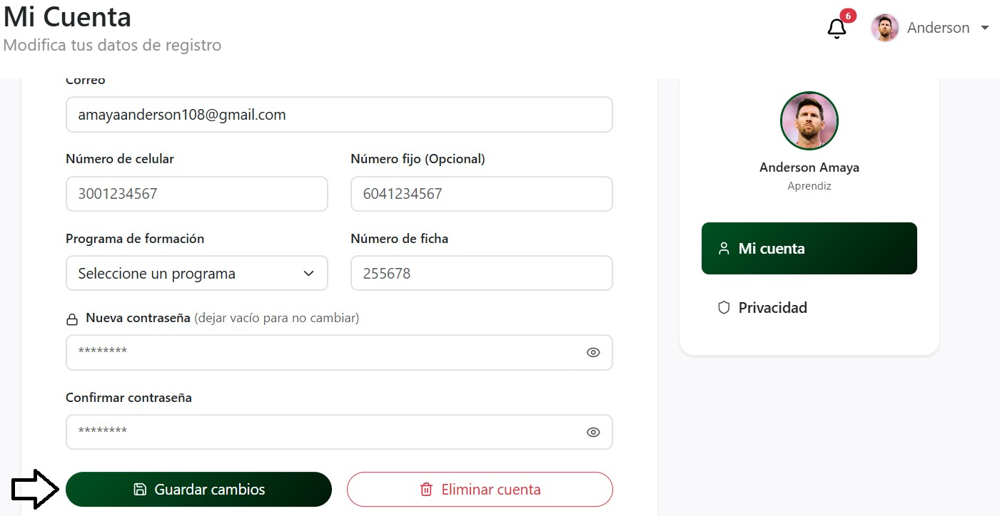 Mi Cuenta
Modifica tus datos de registro
6
Anderson
Correo
amayaanderson108@gmail.com
Número de celular
Número fijo (Opcional)
3001234567
6041234567
Programa de formación
Número de ficha
Seleccione un programa
255678
Nueva contraseña (dejar vacío para no cambiar)
********
Confirmar contraseña
********
Guardar cambios
Eliminar cuenta
Anderson Amaya
Aprendiz
Mi cuenta
Privacidad